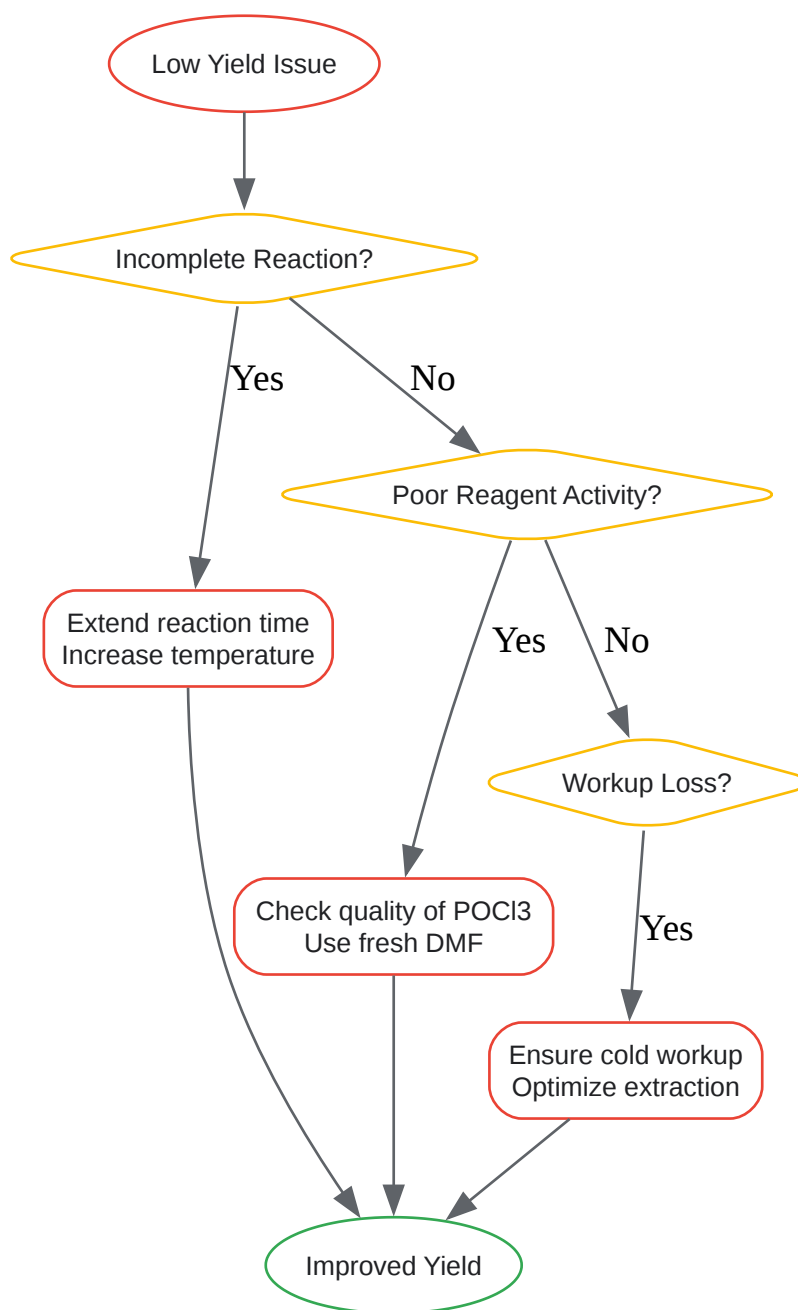 Low Yield Issue
Incomplete Reaction?
Yes
No
Poor Reagent Activity?
Extend reaction time
Increase temperature
Yes
No
Workup Loss?
Check quality of POCl3
Use fresh DMF
Yes
Ensure cold workup
Optimize extraction
Improved Yield